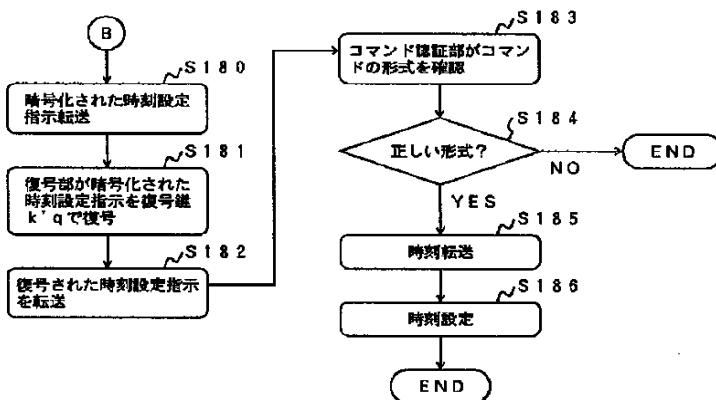 B
S180
暗号化された時刻設定
指示転送
S181
復号部が暗号化された
時刻設定指示を復号鍵
k'qで復号
S182
復号された時刻設定指示
を転送
S183
コマンド認証部がコマン
ドの形式を確認
S184
正しい形式?
NO
END
YES
S185
時刻転送
S186
時刻設定
END